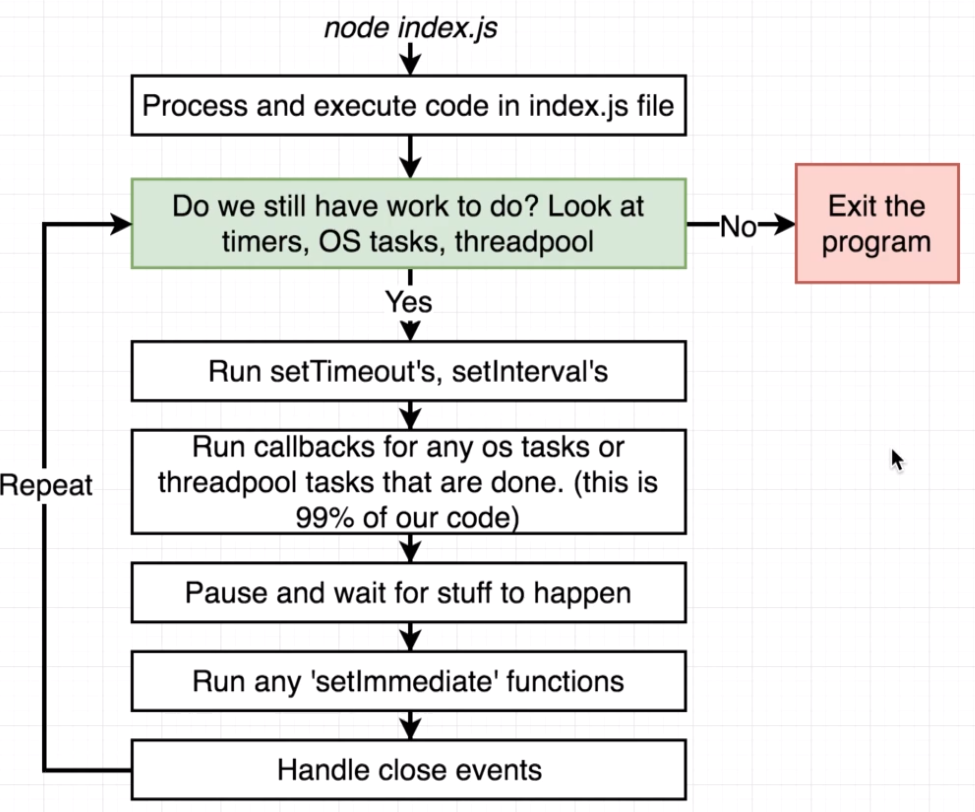 node index.js
Process and execute code in index.js file
Do we still have work to do? Look at
timers, OS tasks, threadpool
No
Exit the
program
Yes
Run setTimeout's, setInterval's
Run callbacks for any os tasks or
threadpool tasks that are done. (this is
99% of our code)
Repeat
Pause and wait for stuff to happen
Run any 'setImmediate' functions
Handle close events